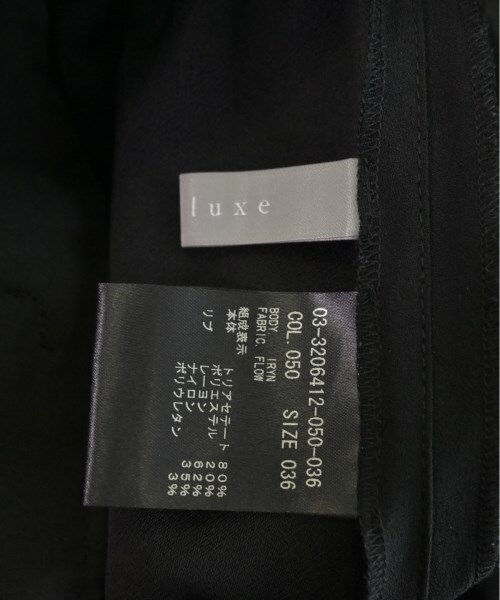 luxe
03-3206412-050-036
COL. 050 SIZE 036
BODY. IRYN
FABRIC. FLOW
組成表示
本体 トリアセテート 80%
ポリエステル 20%
リブ レーヨン 62%
ナイロン 35%
ポリウレタン 3%